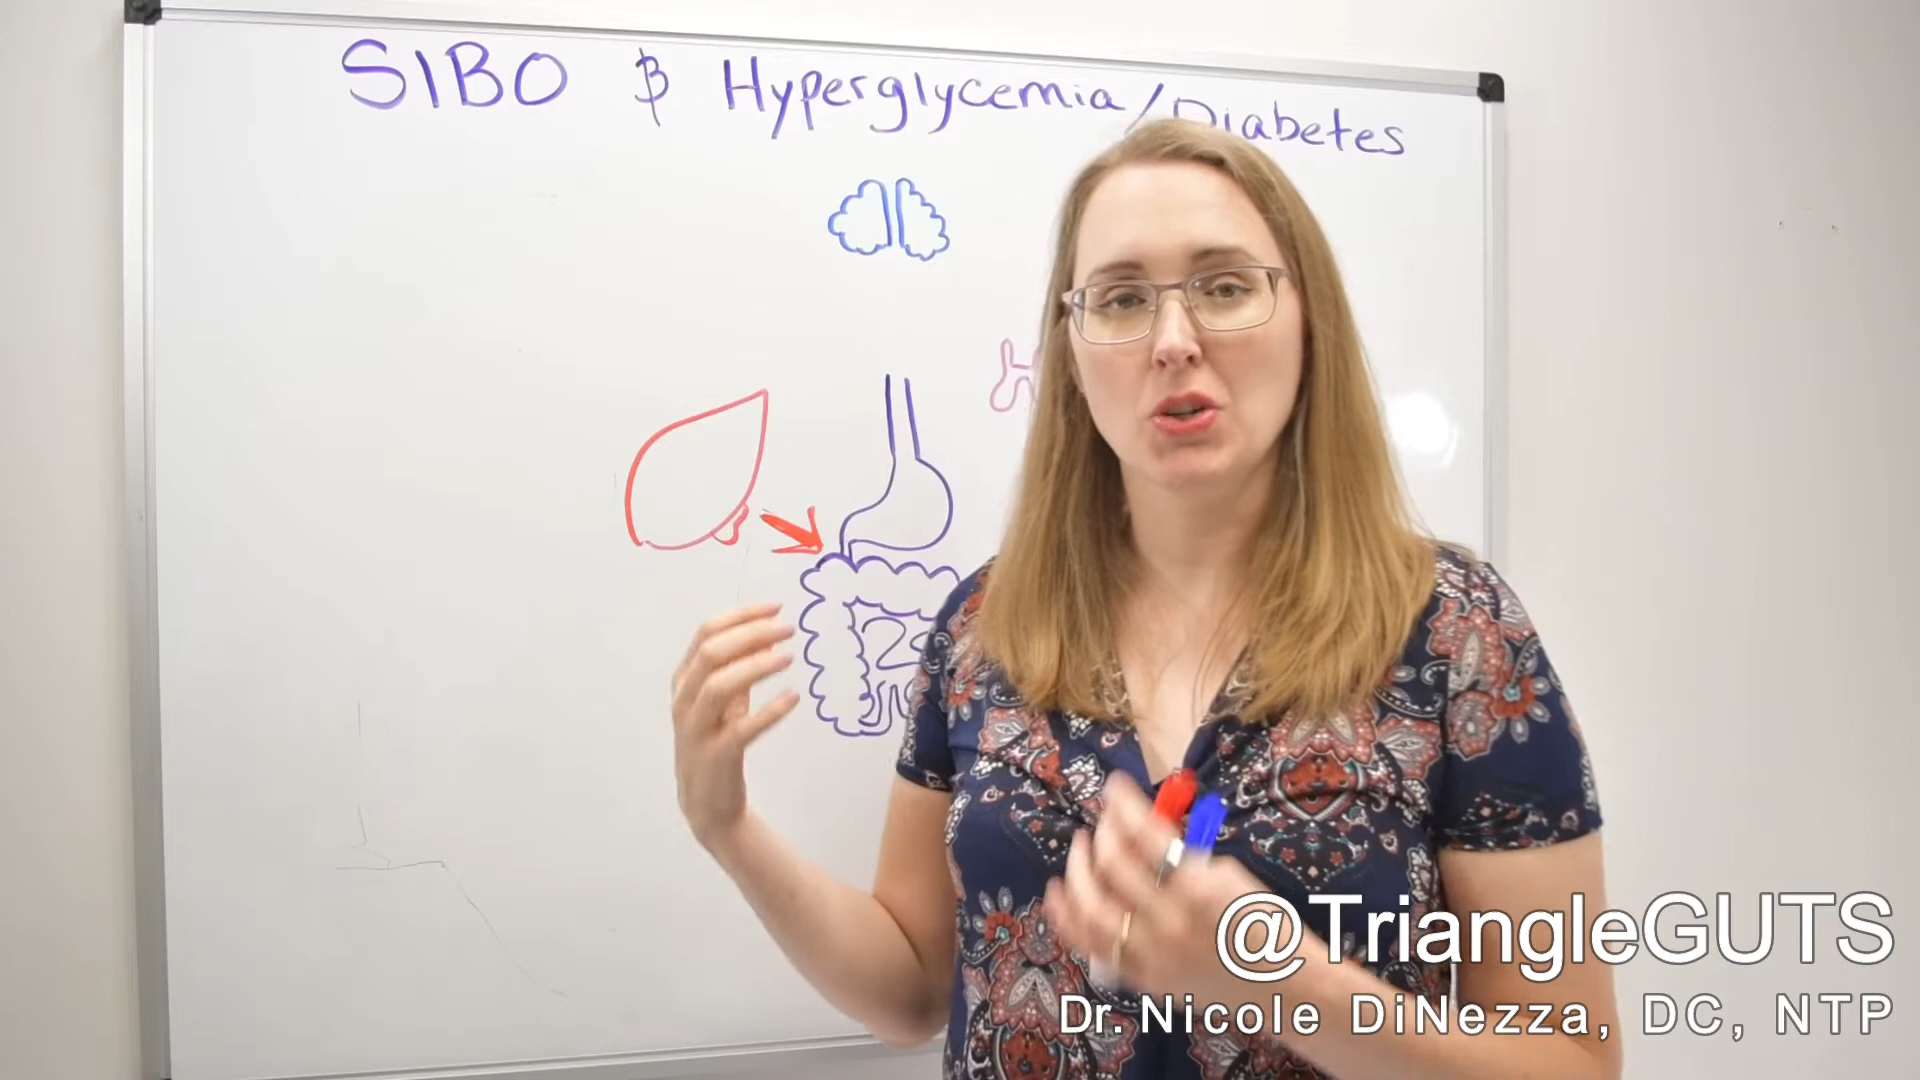 SIBO & Hyperglycemia/Diabetes
@TriangleGUTS
Dr. Nicole DiNezza, DC, NTP